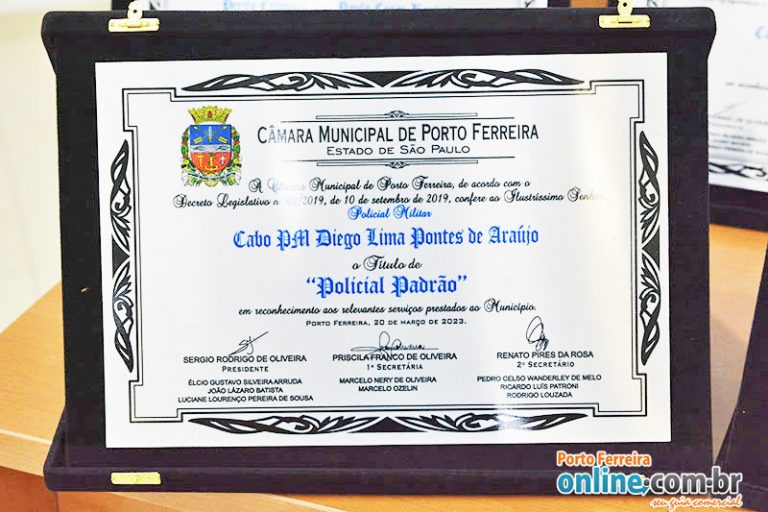 CÂMARA MUNICIPAL DE PORTO FERREIRA
ESTADO DE SÃO PAULO
A Câmara Municipal de Porto Ferreira, de acordo com o
Decreto Legislativo nº /2019, de 10 de setembro de 2019, confere ao Ilustríssimo Senhor
Policial Militar
Cabo PM Diego Lima Pontes de Araújo
o Título de
“Policial Padrão”
em reconhecimento aos relevantes serviços prestados ao Município.
PORTO FERREIRA, 20 DE MARÇO DE 2023.
SERGIO RODRIGO DE OLIVEIRA
PRESIDENTE
PRISCILA FRANCO DE OLIVEIRA
1ª SECRETÁRIA
RENATO PIRES DA ROSA
2º SECRETÁRIO
ÉLCIO GUSTAVO SILVEIRA ARRUDA
JOÃO LÁZARO BATISTA
LUCIANE LOURENÇO PEREIRA DE SOUSA
MARCELO NERY DE OLIVEIRA
MARCELO OZELIN
PEDRO CELSO WANDERLEY DE MELO
RICARDO LUÍS PATRONI
RODRIGO LOUZADA
Porto Ferreira
online.com.br
seu guia comercial